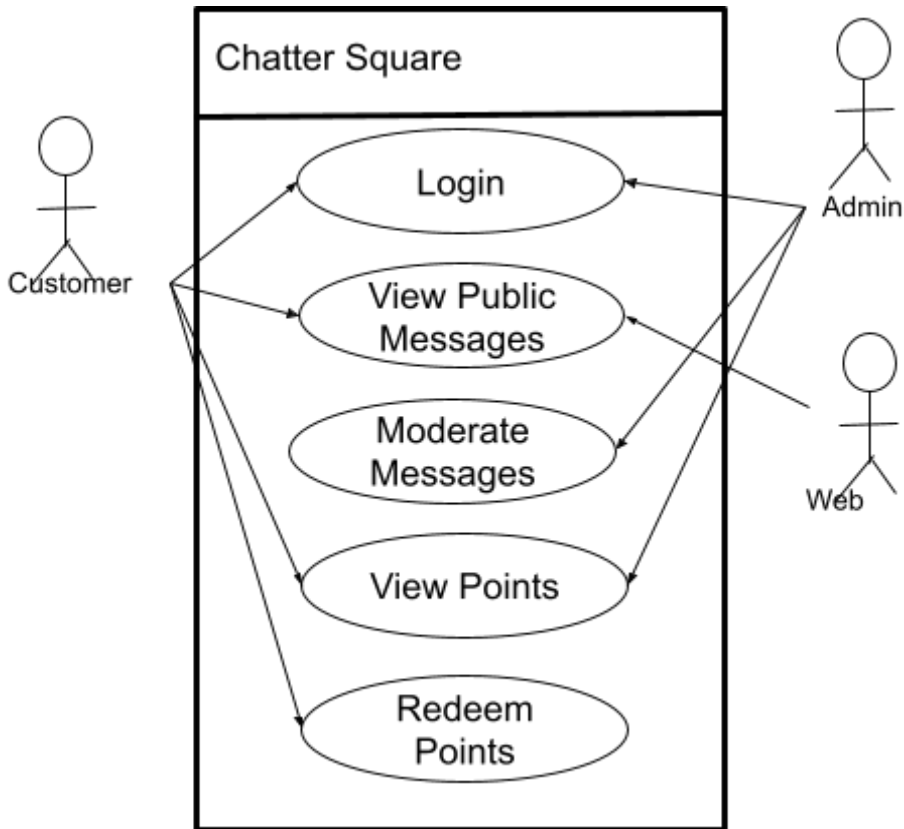 Chatter Square
Login
Admin
Customer
View Public
Messages
Moderate
Messages
Web
View Points
Redeem
Points